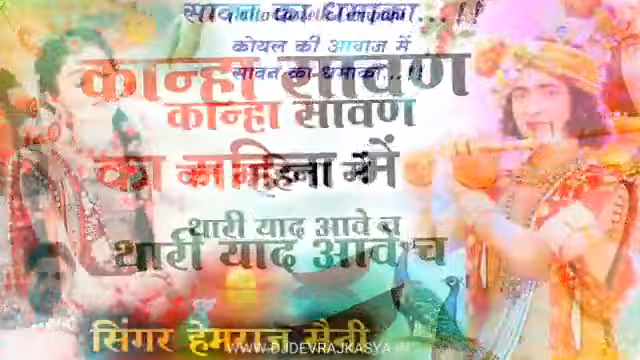 सावन का धमाका...!!
कोयल की आवाज में
सावन का धमाका...!!
कान्हा सावण
कान्हा सावण
का महिना में
थारी याद आवे च
थारी याद आवे च
सिंगर हेमराज सैनी
WWW.DJDEVRAJKASYA